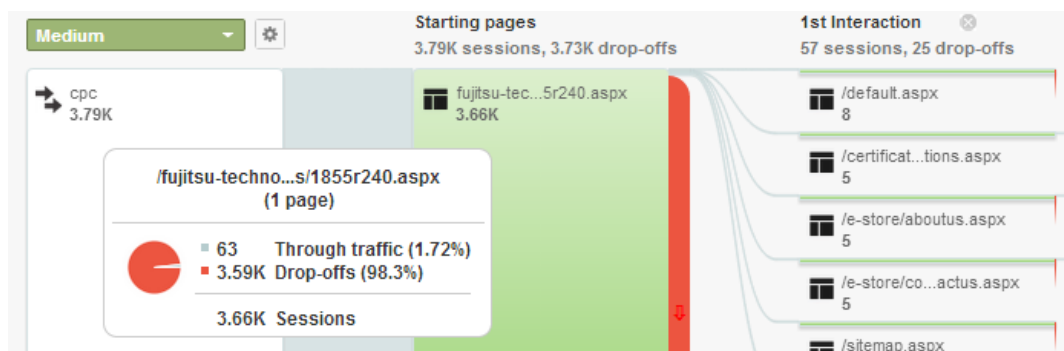 Medium
Starting pages
3.79K sessions, 3.73K drop-offs
1st Interaction
57 sessions, 25 drop-offs
cpc
3.79K
fujitsu-tec...5r240.aspx
3.66K
/default.aspx
8
/certificat...tions.aspx
5
/e-store/aboutus.aspx
5
/e-store/co...actus.aspx
5
/sitemap.aspx
/fujitsu-techno...s/1855r240.aspx
(1 page)
63 Through traffic (1.72%)
3.59K Drop-offs (98.3%)
3.66K Sessions